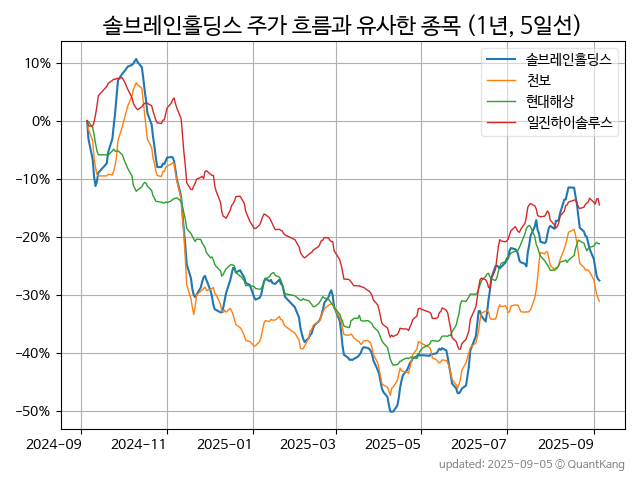 솔브레인홀딩스 주가 흐름과 유사한 종목 (1년, 5일선)
솔브레인홀딩스
천보
현대해상
일진하이솔루스
10%
0%
−10%
−20%
−30%
−40%
−50%
2024−09
2024−11
2025−01
2025−03
2025−05
2025−07
2025−09
updated: 2025-09-05 © QuantKang